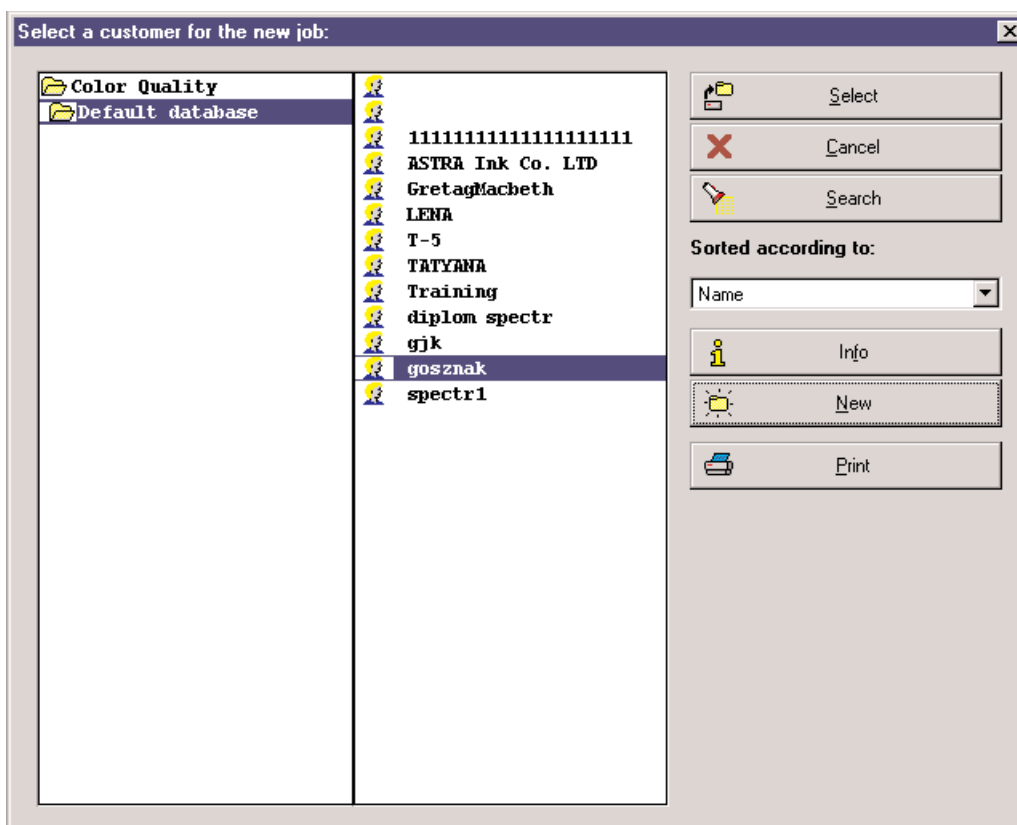 Select a customer for the new job:
Color Quality
Default database
11111111111111111111
ASTRA Ink Co. LTD
GretagMacbeth
LENA
T-5
TATYANA
Training
diplom spectr
gjk
gosznak
spectr1
Select
Cancel
Search
Sorted according to:
Name
Info
New
Print